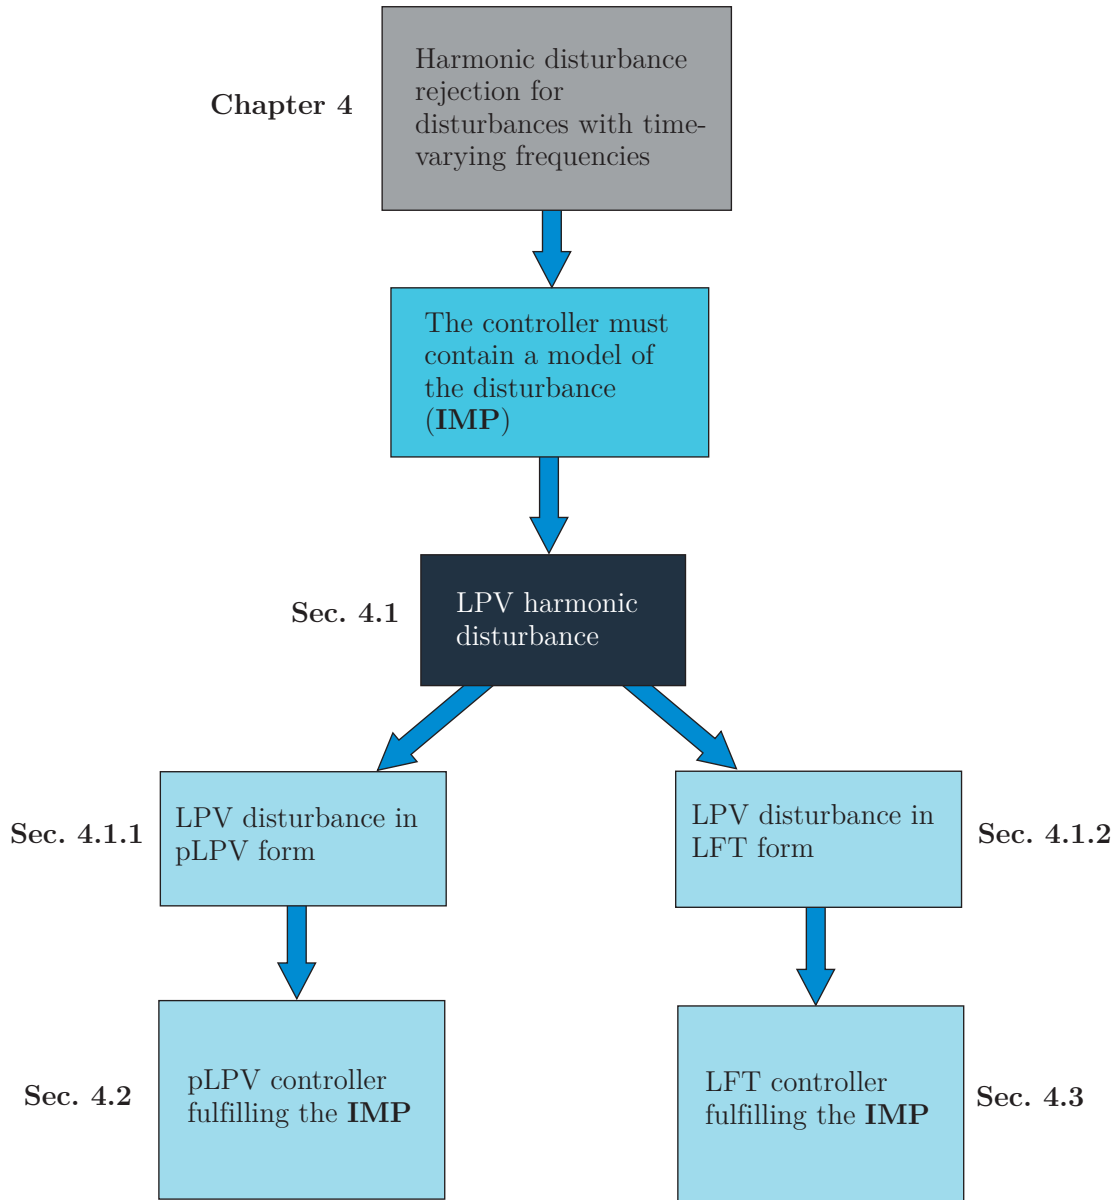 Chapter 4
Harmonic disturbance
rejection for
disturbances with time-
varying frequencies
The controller must
contain a model of
the disturbance
(IMP)
Sec. 4.1
LPV harmonic
disturbance
Sec. 4.1.1
LPV disturbance in
pLPV form
LPV disturbance in
LFT form
Sec. 4.1.2
Sec. 4.2
pLPV controller
fulfilling the IMP
LFT controller
fulfilling the IMP
Sec. 4.3